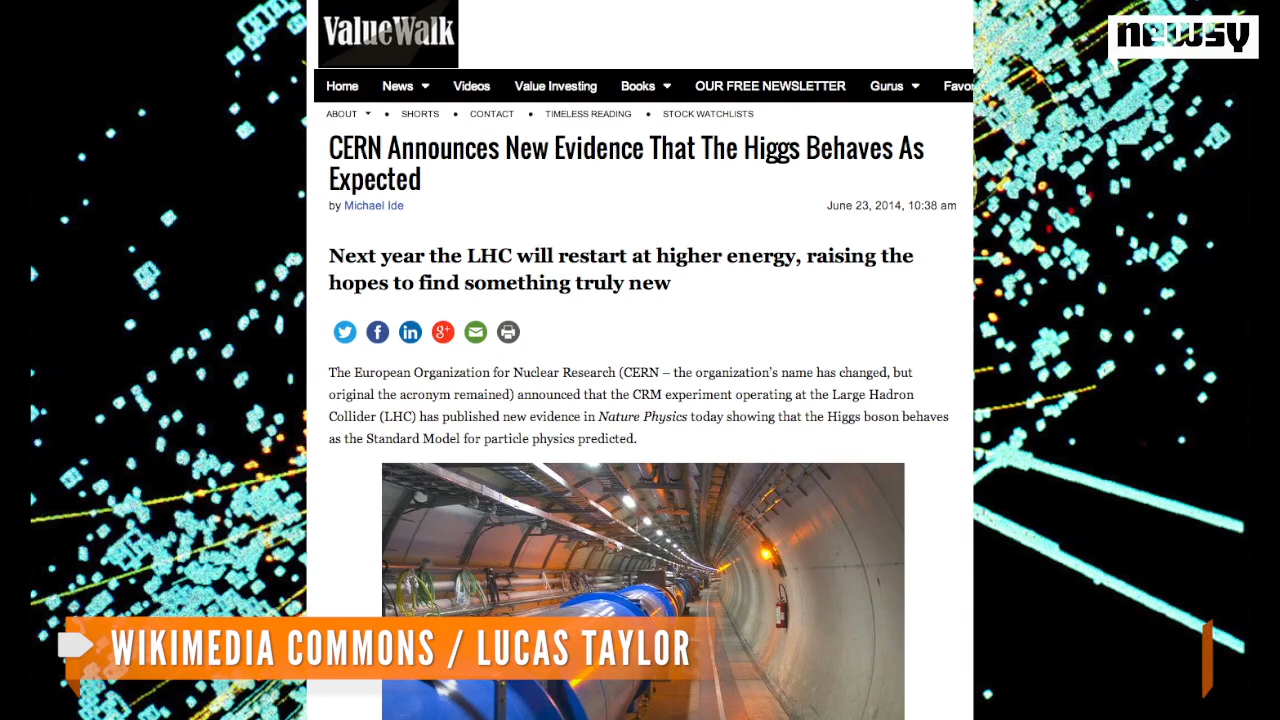 ValueWalk
newsy
Home News Videos Value Investing Books OUR FREE NEWSLETTER Gurus Favor
ABOUT • SHORTS • CONTACT • TIMELESS READING • STOCK WATCHLISTS
CERN Announces New Evidence That The Higgs Behaves As
Expected
by Michael Ide June 23, 2014, 10:38 am
Next year the LHC will restart at higher energy, raising the
hopes to find something truly new
The European Organization for Nuclear Research (CERN – the organization's name has changed, but
original the acronym remained) announced that the CRM experiment operating at the Large Hadron
Collider (LHC) has published new evidence in Nature Physics today showing that the Higgs boson behaves
as the Standard Model for particle physics predicted.
WIKIMEDIA COMMONS / LUCAS TAYLOR